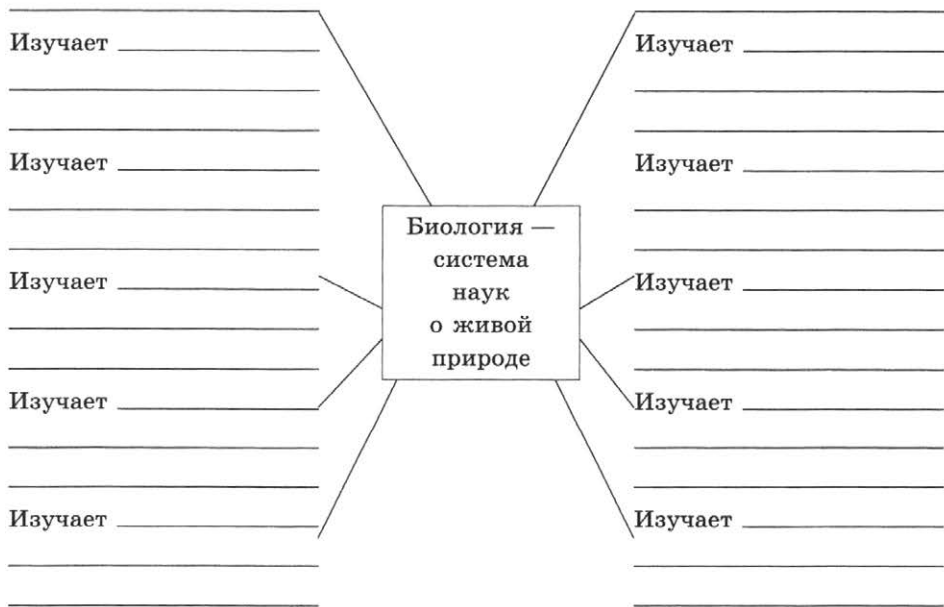 Изучает
Изучает
Изучает
Изучает
Изучает
Биология —
система
наук
о живой
природе
Изучает
Изучает
Изучает
Изучает
Изучает